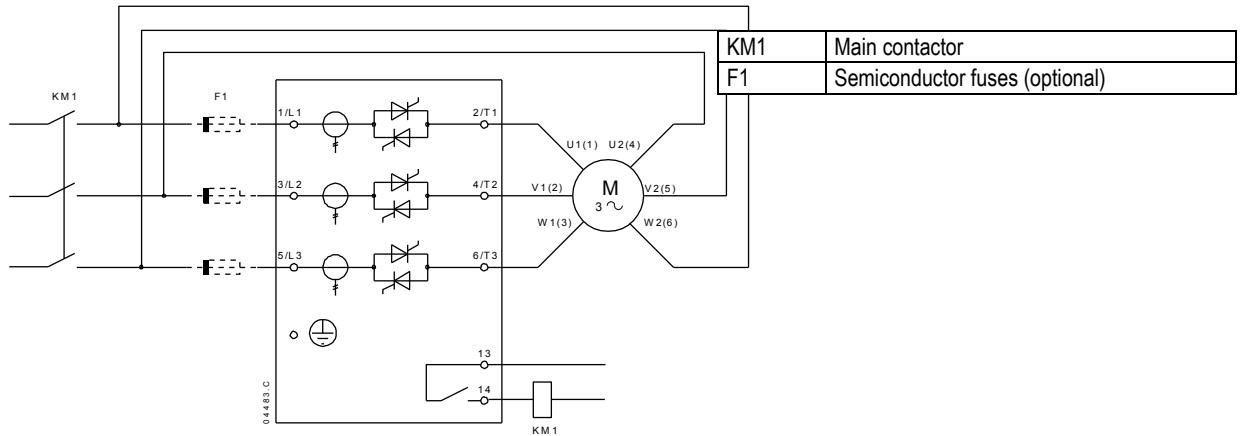 KM1 Main contactor
F1 Semiconductor fuses (optional)
KM1
F1
1/L1
2/T1
U1(1) U2(4)
3/L2
4/T2
V1(2)
M
3
V2(5)
W1(3)
W2(6)
5/L3
6/T3
13
14
KM1
04483.C